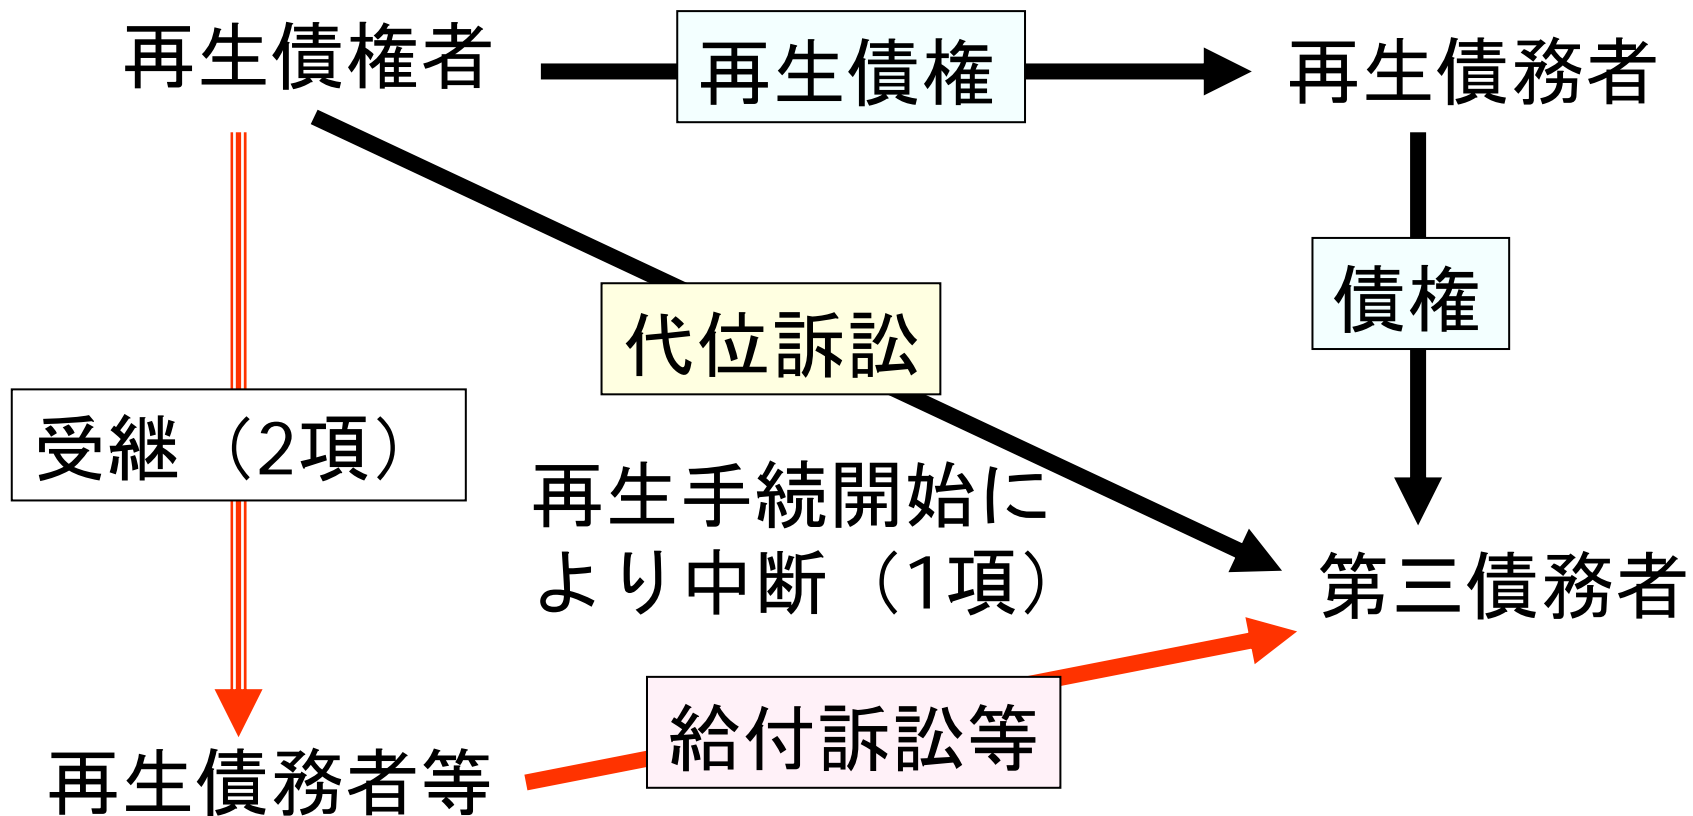 再生債権者
再生債権
再生債務者
債権
代位訴訟
受継（2項）
再生手続開始に
より中断（1項）
第三債務者
給付訴訟等
再生債務者等